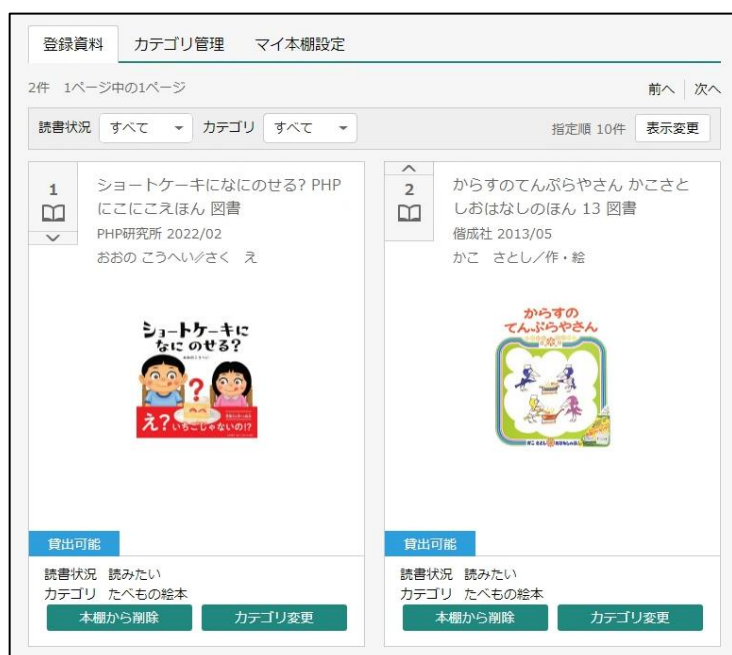 登録資料 カテゴリ管理 マイ本棚設定
2件 1ページ中の1ページ
前へ 次へ
読書状況 すべて カテゴリ すべて 指定順 10件 表示変更
1
ショートケーキになにのせる? PHP
にこにこえほん 図書
PHP研究所 2022/02
おおの こうへい//さく え
ショートケーキに
なに のせる?
?
え?いちごじゃないの!?
貸出可能
読書状況 読みたい
カテゴリ たべもの絵本
本棚から削除 カテゴリ変更
2
からすのてんぷらやさん かこさと
しおはなしのほん 13 図書
偕成社 2013/05
かこ さとし/作・絵
からすの
てんぷらやさん
貸出可能
読書状況 読みたい
カテゴリ たべもの絵本
本棚から削除 カテゴリ変更